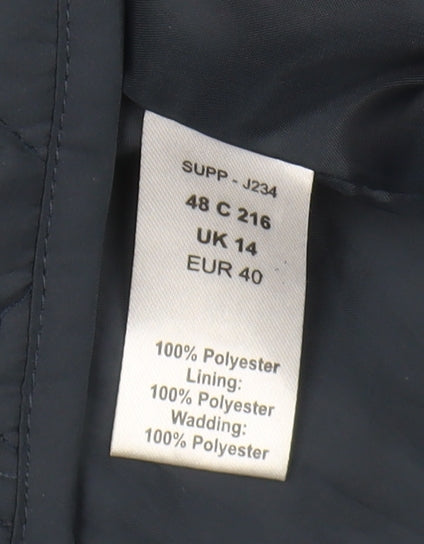 SUPP - J234
48 C 216
UK 14
EUR 40
100% Polyester
Lining:
100% Polyester
Wadding:
100% Polyester